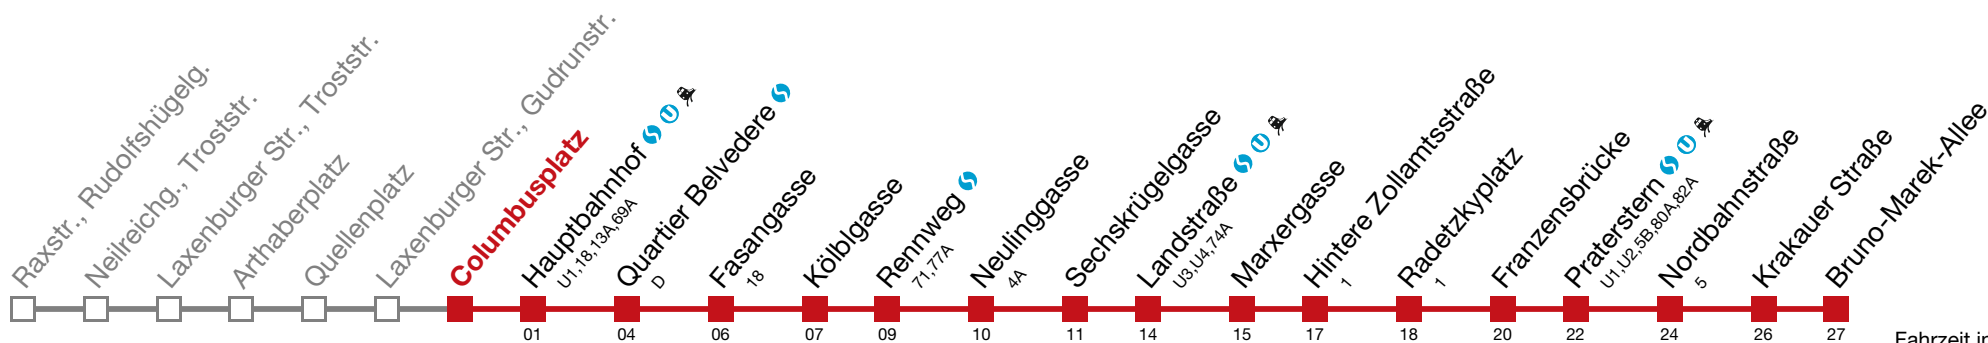 Raxstr., Rudolfshügelg.
Neilreichg., Troststr.
Laxenburger Str., Troststr.
Arthaberplatz
Quellenplatz
Laxenburger Str., Gudrunstr.
Columbusplatz
Hauptbahnhof
U1,18,13A,69A
01
Quartier Belvedere
D
04
Fasangasse
18
06
Kölblgasse
07
Rennweg
71,77A
09
Neulinggasse
4A
10
Sechskrügelgasse
11
Landstraße
U3,U4,74A
14
Marxergasse
15
Hintere Zollamtsstraße
1
17
Radetzkyplatz
1
18
Franzensbrücke
20
Praterstern
U1,U2,5B,80A,82A
22
Nordbahnstraße
5
24
Krakauer Straße
26
Bruno-Marek-Allee
27
Fahrzeit in